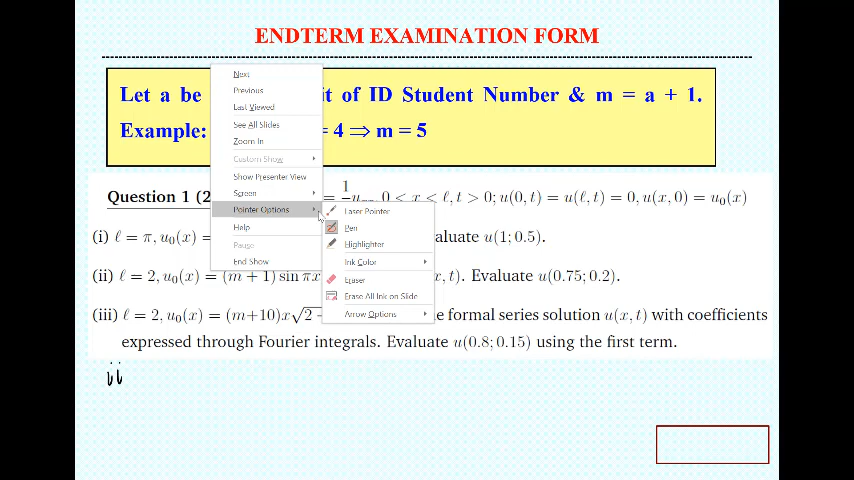 ENDTERM EXAMINATION FORM
Let a be it of ID Student Number & m = a + 1.
Example: = 4 ⇒ m = 5
Next
Previous
Last Viewed
See All Slides
Zoom In
Custom Show
Show Presenter View
Screen
Pointer Options
Help
Pause
End Show
Laser Pointer
Pen
Highlighter
Ink Color
Eraser
Erase All Ink on Slide
Arrow Options
Question 1 (2 = 1 0 < x < ℓ, t > 0; u(0, t) = u(ℓ, t) = 0, u(x, 0) = u₀(x)
(i) ℓ = π, u₀(x) = aluate u(1; 0.5).
(ii) ℓ = 2, u₀(x) = (m + 1) sin πx x, t). Evaluate u(0.75; 0.2).
(iii) ℓ = 2, u₀(x) = (m+10)x√2 − e formal series solution u(x, t) with coefficients
expressed through Fourier integrals. Evaluate u(0.8; 0.15) using the first term.
ii